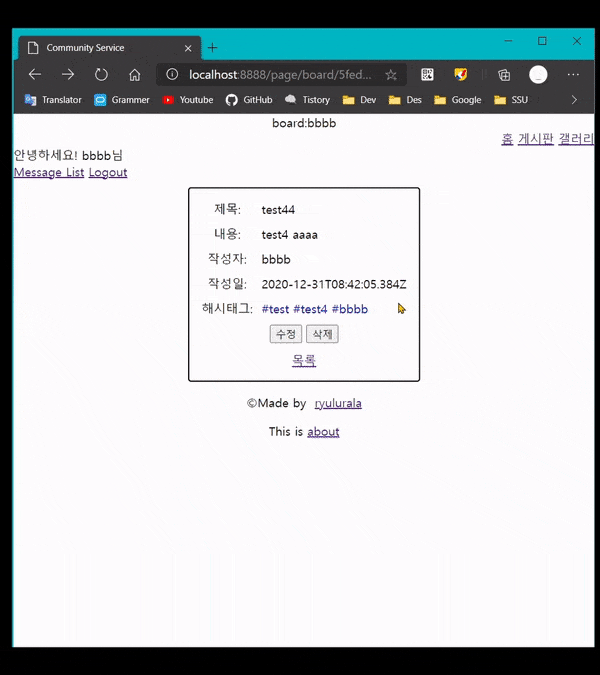 Community Service
localhost:8888/page/board/5fed...
Translator Grammer Youtube GitHub Tistory Dev Des Google SSU
board:bbbb
홈 게시판 갤러리
안녕하세요! bbbb님
Message List Logout
제목: test44
내용: test4 aaaa
작성자: bbbb
작성일: 2020-12-31T08:42:05.384Z
해시태그: #test #test4 #bbbb
수정 삭제
목록
©Made by ryulurala
This is about